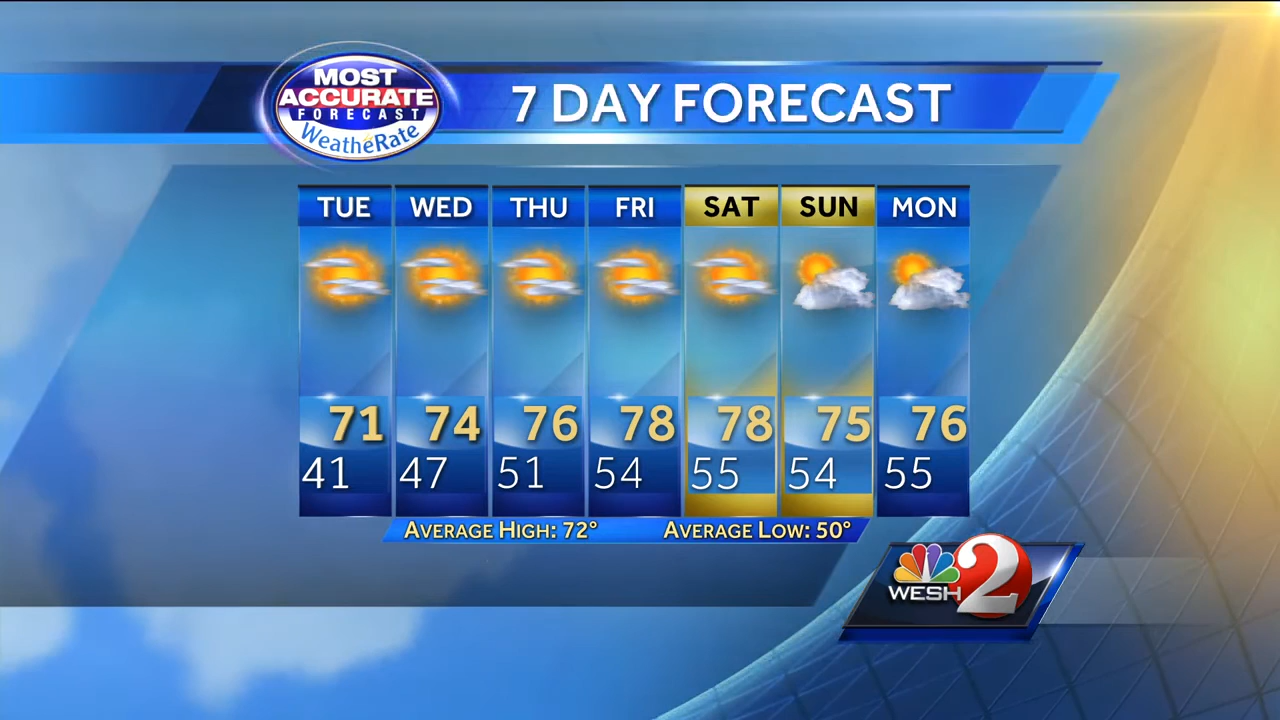 MOST
ACCURATE
FORECAST
WeatheRate
7 DAY FORECAST
TUE WED THU FRI SAT SUN MON
71 74 76 78 78 75 76
41 47 51 54 55 54 55
AVERAGE HIGH: 72° AVERAGE LOW: 50°
WESH 2